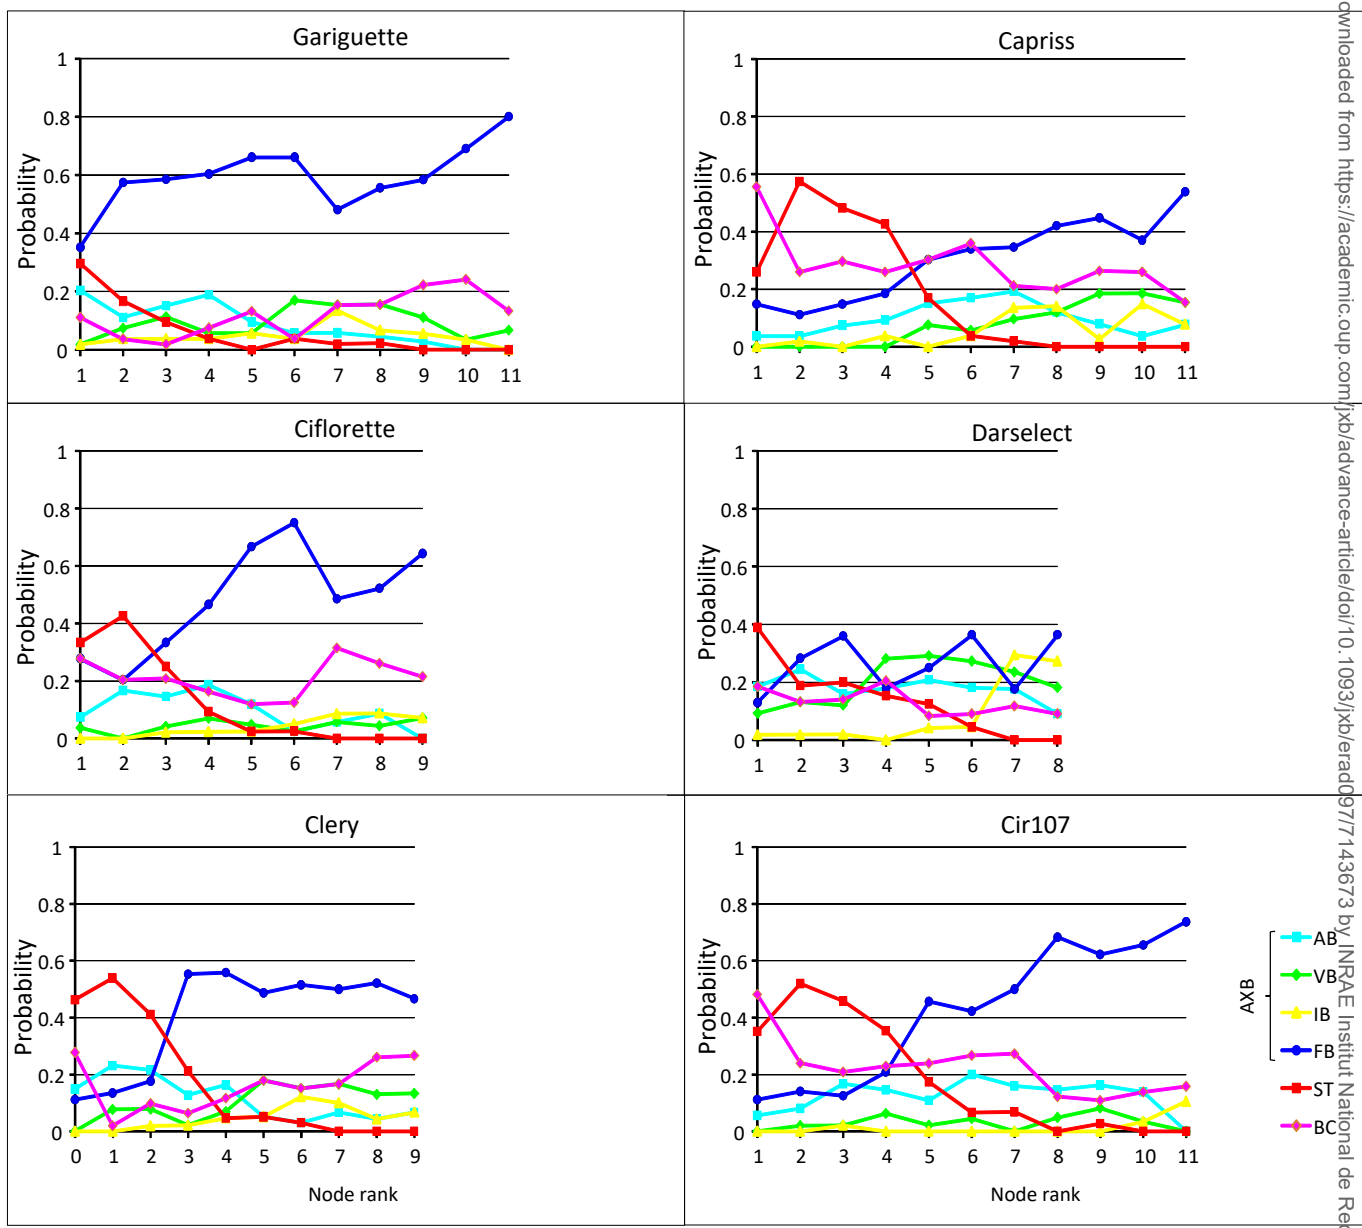 Gariguette
1
0.8
0.6
0.4
0.2
0
Probability
1 2 3 4 5 6 7 8 9 10 11
Capriss
1
0.8
0.6
0.4
0.2
0
Probability
1 2 3 4 5 6 7 8 9 10 11
Ciflorette
1
0.8
0.6
0.4
0.2
0
Probability
1 2 3 4 5 6 7 8 9
Darselect
1
0.8
0.6
0.4
0.2
0
Probability
1 2 3 4 5 6 7 8
Clery
1
0.8
0.6
0.4
0.2
0
Probability
0 1 2 3 4 5 6 7 8 9
Node rank
Cir107
1
0.8
0.6
0.4
0.2
0
Probability
1 2 3 4 5 6 7 8 9 10 11
Node rank
AXB
AB
VB
IB
FB
ST
BC
ownloaded from https://academic.oup.com/jxb/advance-article/doi/10.1093/jxb/erad097/7143673 by INRAE Institut National de Re